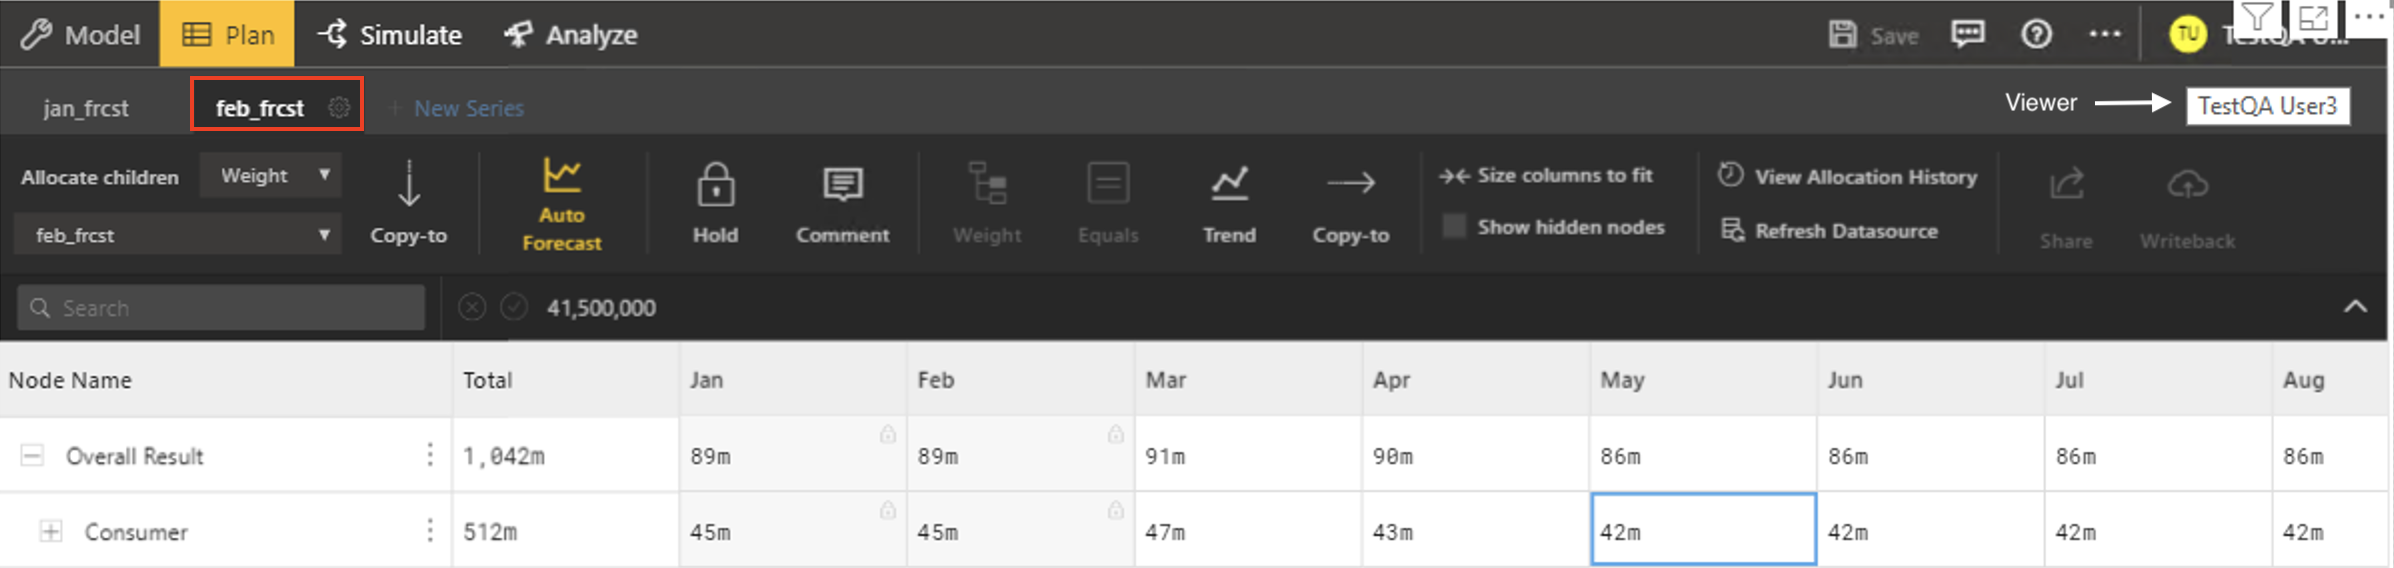 Model Plan Simulate Analyze Save TU
jan_frcst feb_frcst + New Series Viewer TestQA User3
Allocate children Weight
feb_frcst
Copy-to
Auto
Forecast
Hold
Comment
Weight
Equals
Trend
Copy-to
Size columns to fit
Show hidden nodes
View Allocation History
Refresh Datasource
Share
Writeback
Search 41,500,000
Node Name Total Jan Feb Mar Apr May Jun Jul Aug
Overall Result 1,042m 89m 89m 91m 90m 86m 86m 86m 86m
Consumer 512m 45m 45m 47m 43m 42m 42m 42m 42m